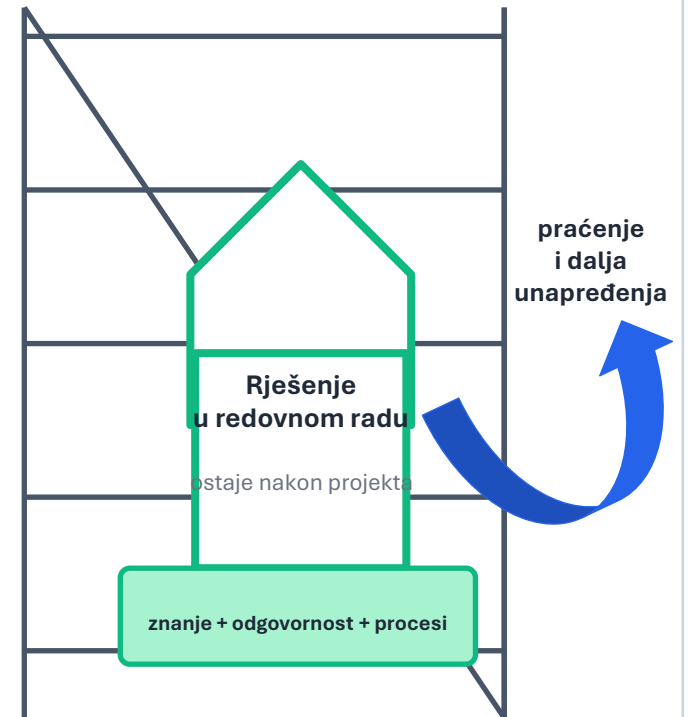 praćenje
i dalja
unapređenja
Rješenje
u redovnom radu
ostaje nakon projekta
znanje + odgovornost + procesi